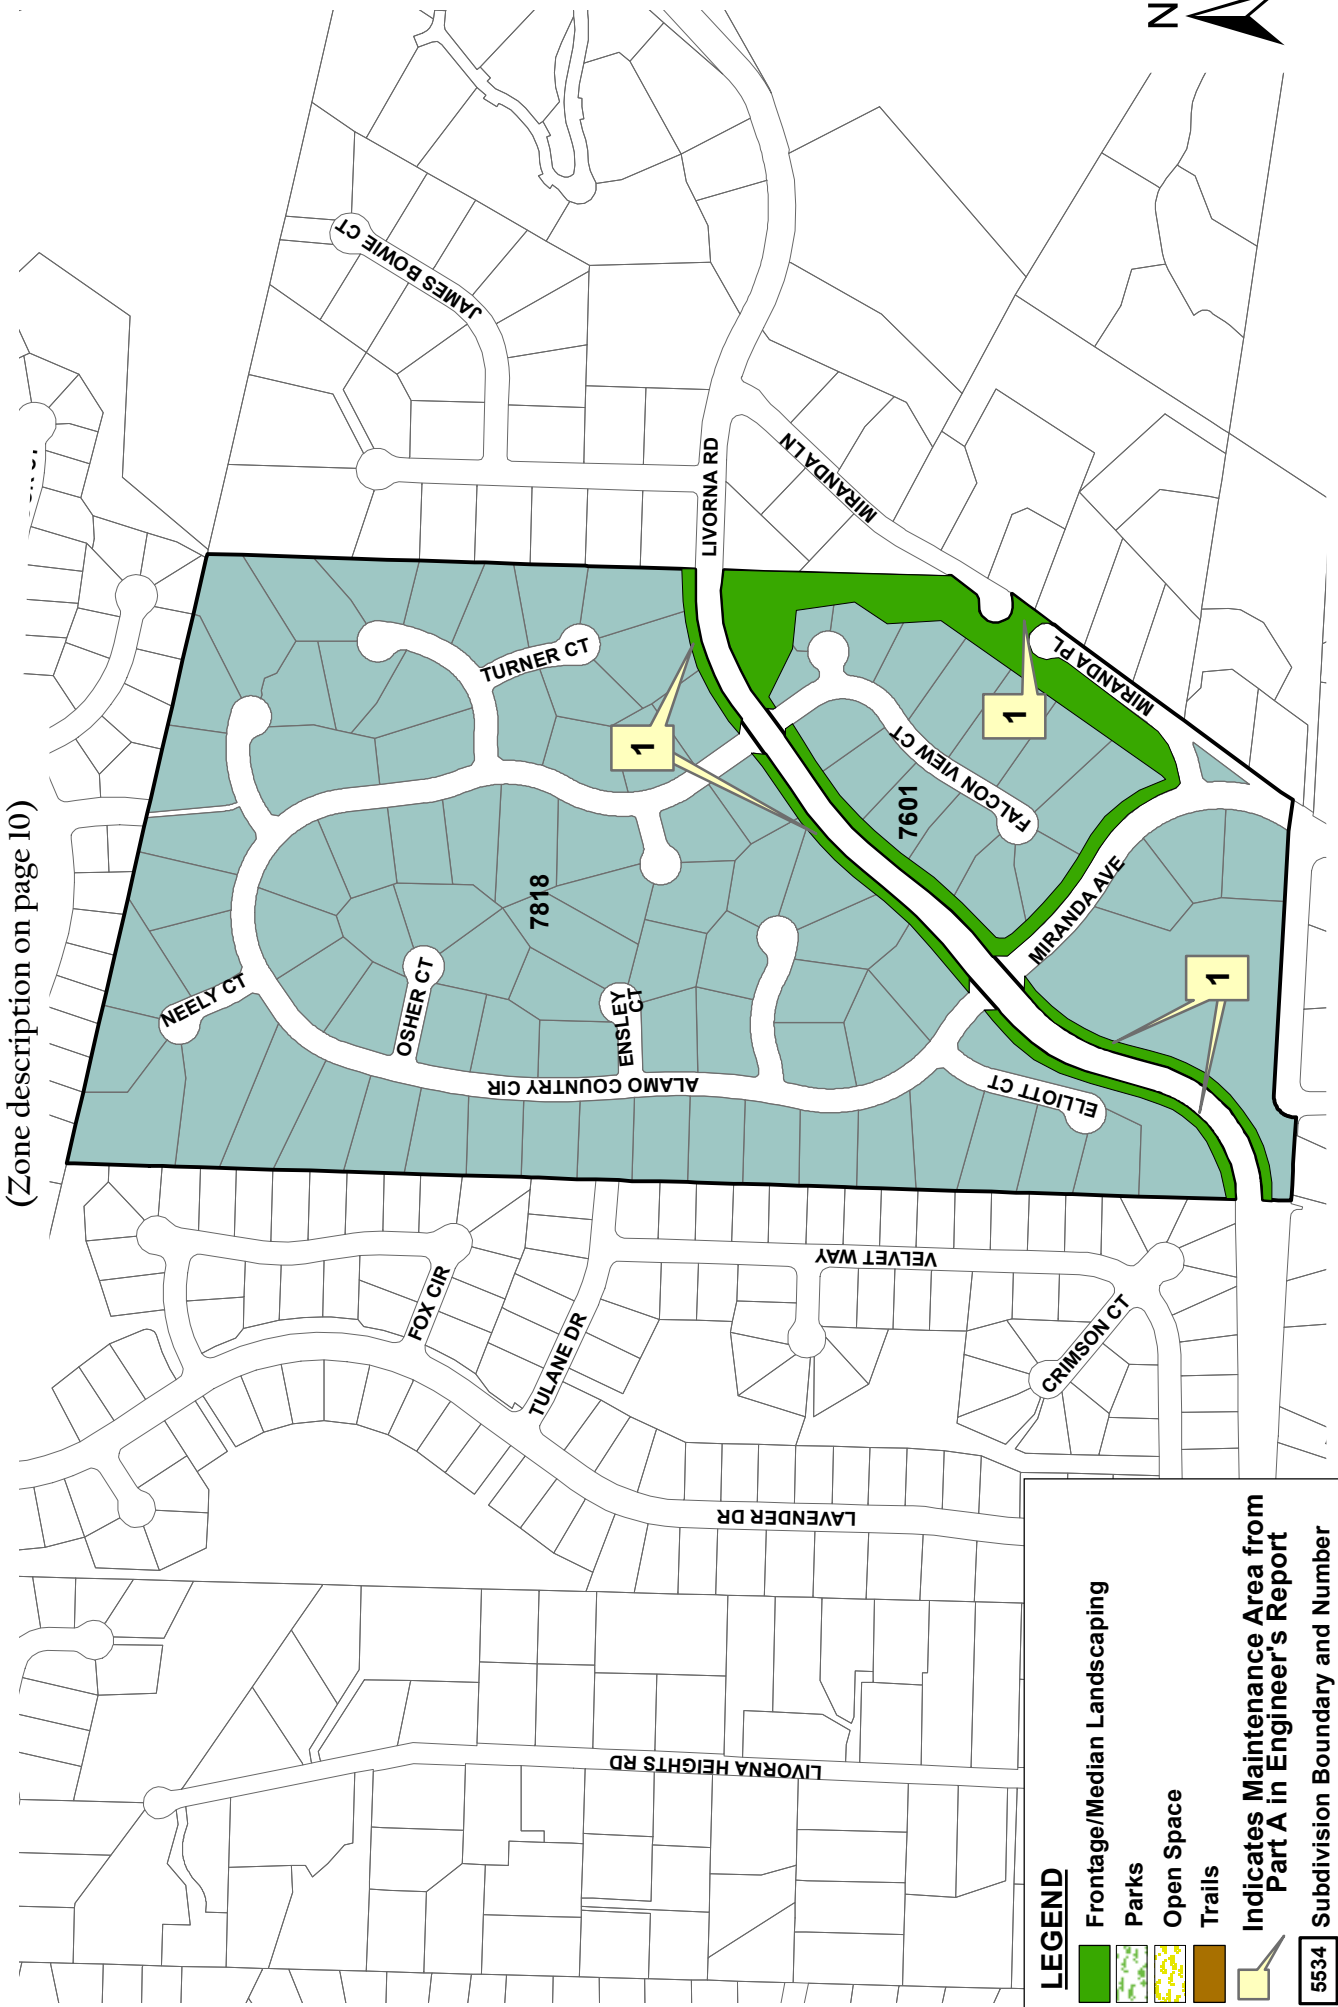 (Zone description on page 10)
N
JAMES BOWIE CT
LIVORNA RD
MIRANDA LN
TURNER CT
MIRANDA PL
1
1
FALCON VIEW CT
7601
7818
MIRANDA AVE
NEELY CT
OSHER CT
ENSLEY
CT
1
ALAMO COUNTRY CIR
ELLIOTT CT
FOX CIR
VELVET WAY
TULANE DR
CRIMSON CT
LAVENDER DR
LIVORNA HEIGHTS RD
LEGEND
Frontage/Median Landscaping
Parks
Open Space
Trails
Indicates Maintenance Area from
Part A in Engineer's Report
5534 Subdivision Boundary and Number